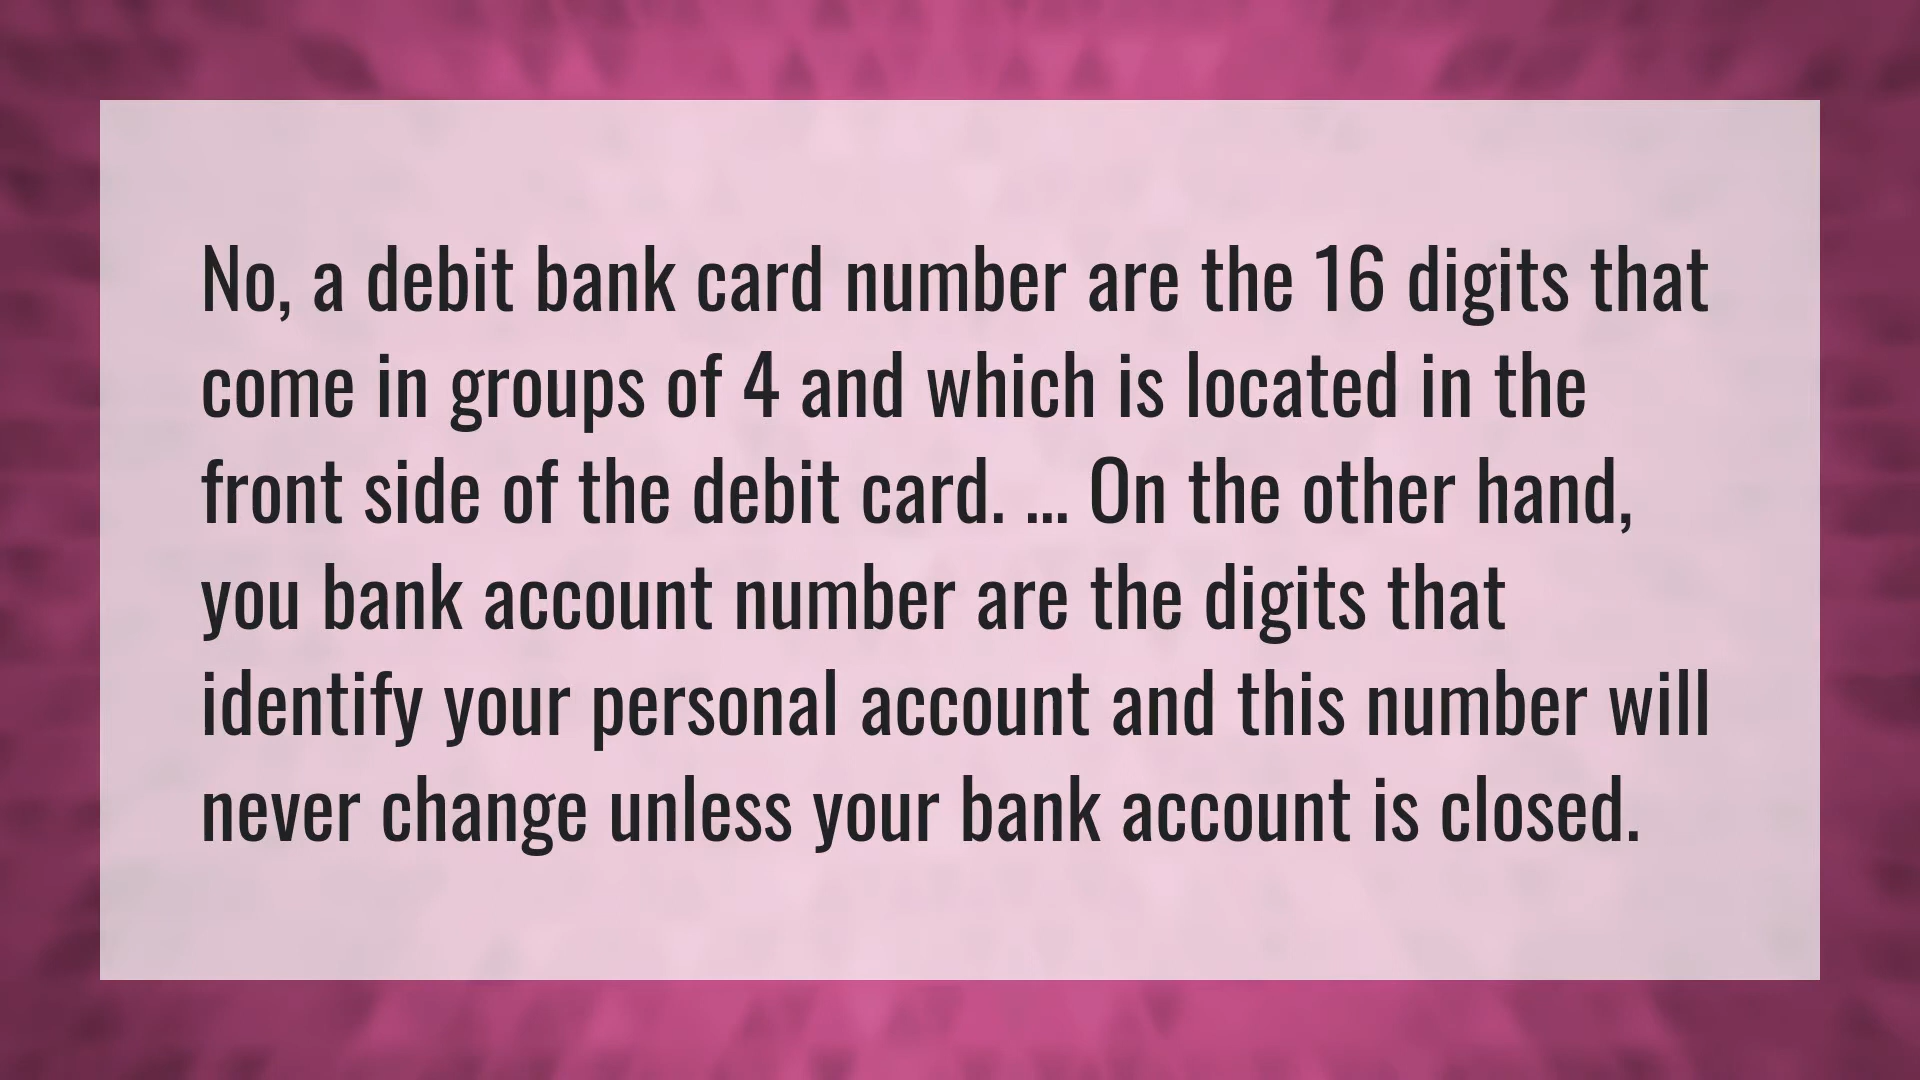 No, a debit bank card number are the 16 digits that
come in groups of 4 and which is located in the
front side of the debit card. ... On the other hand,
you bank account number are the digits that
identify your personal account and this number will
never change unless your bank account is closed.